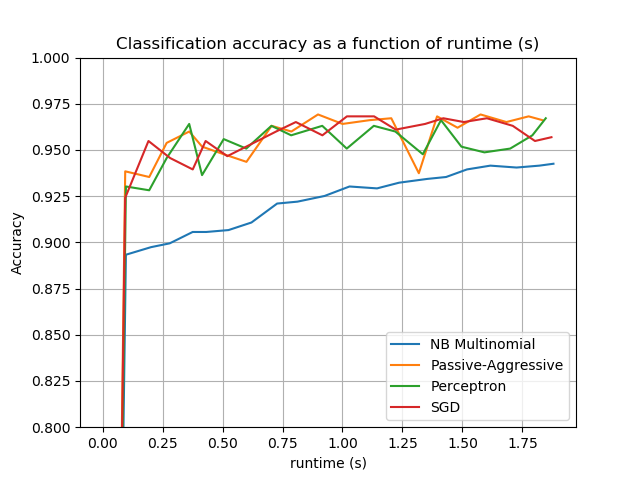 Classification accuracy as a function of runtime (s)
1.000
0.975
0.950
0.925
0.900
0.875
0.850
0.825
0.800
Accuracy
NB Multinomial
Passive-Aggressive
Perceptron
SGD
0.00 0.25 0.50 0.75 1.00 1.25 1.50 1.75
runtime (s)